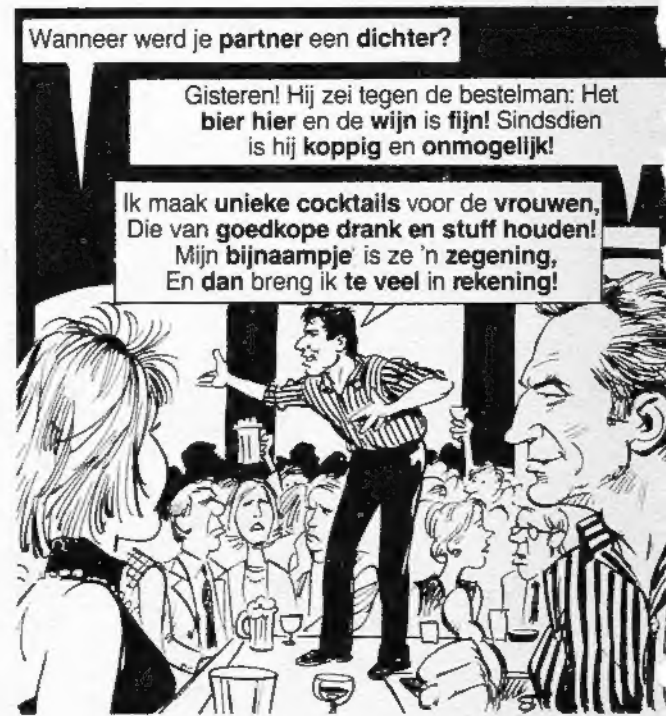 Wanneer werd je partner een dichter?
Gisteren! Hij zei tegen de bestelman: Het
bier hier en de wijn is fijn! Sindsdien
is hij koppig en onmogelijk!
Ik maak unieke cocktails voor de vrouwen,
Die van goedkope drank en stuff houden!
Mijn bijnaampje' is ze 'n zegening,
En dan breng ik te veel in rekening!